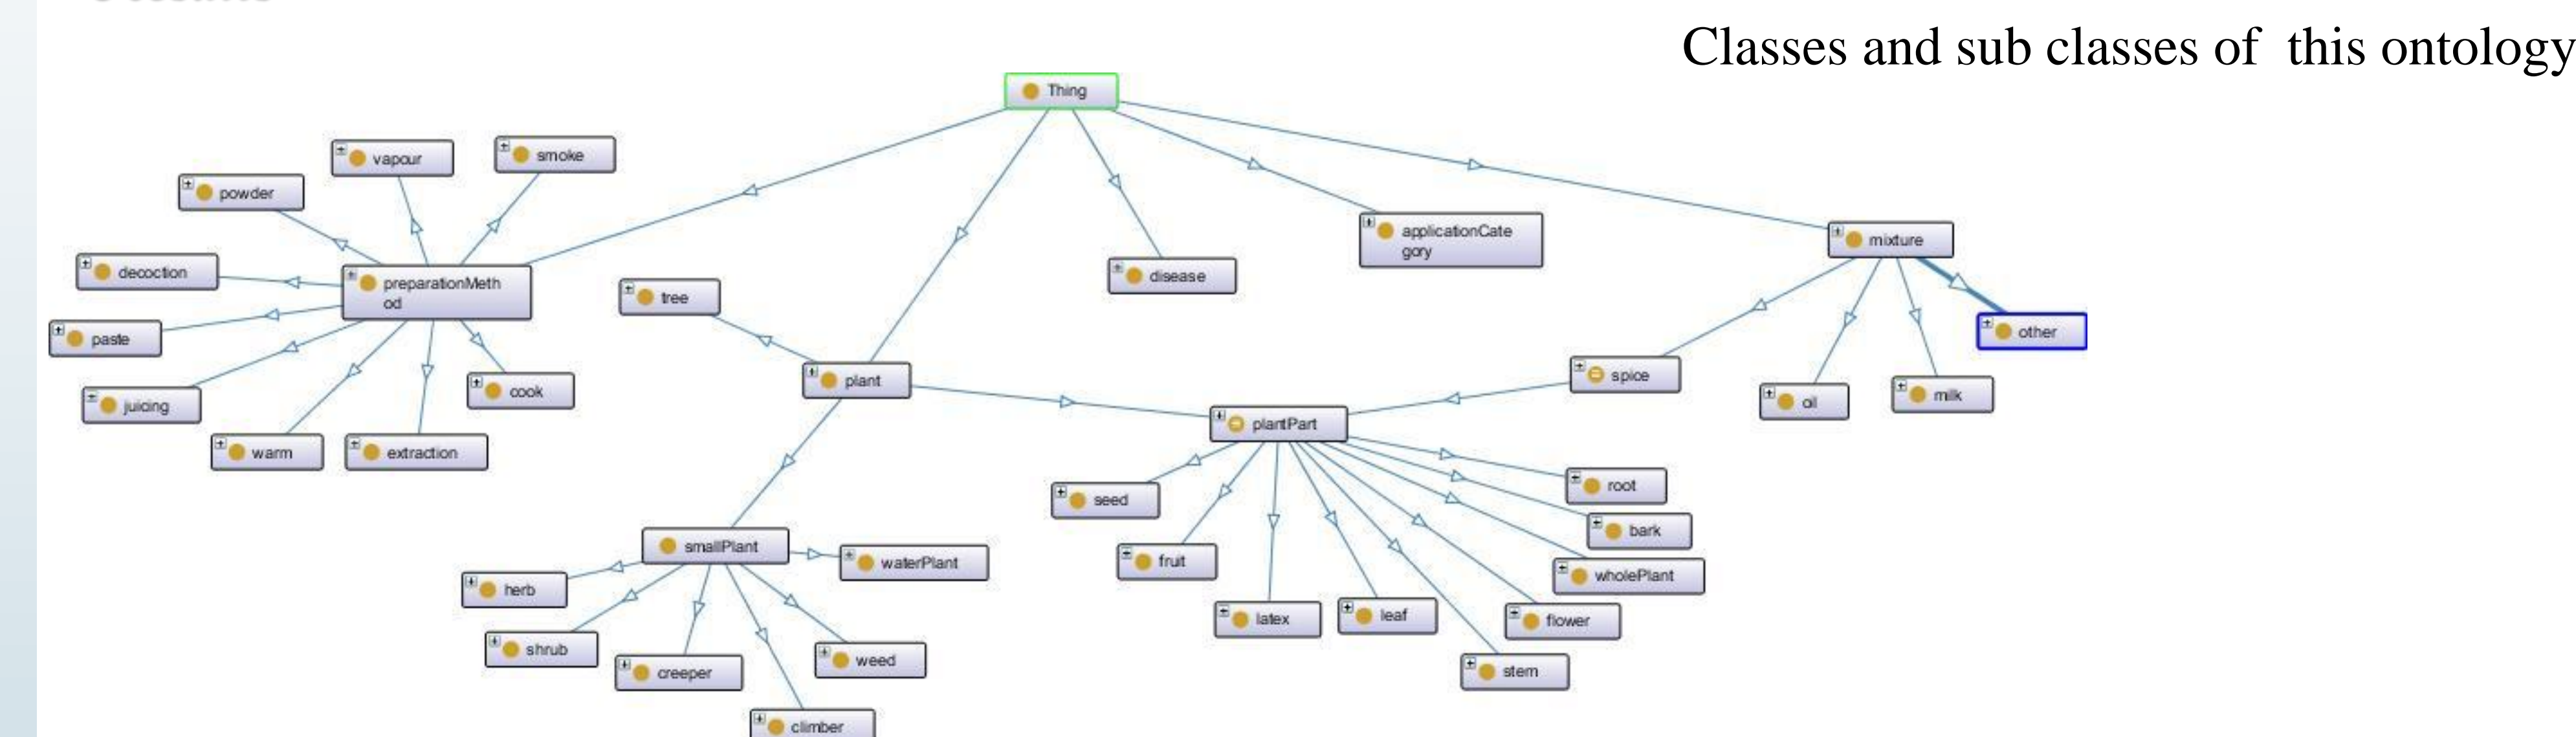 Classes and sub classes of  this ontology
Thing
vapour
smoke
powder
applicationCate
gory
mixture
decoction
preparationMeth
od
disease
tree
other
paste
plant
spice
cook
juicing
oil
milk
plantPart
warm
extraction
root
seed
bark
smallPlant
waterPlant
fruit
wholePlant
herb
latex
leaf
flower
shrub
creeper
weed
stem
climber